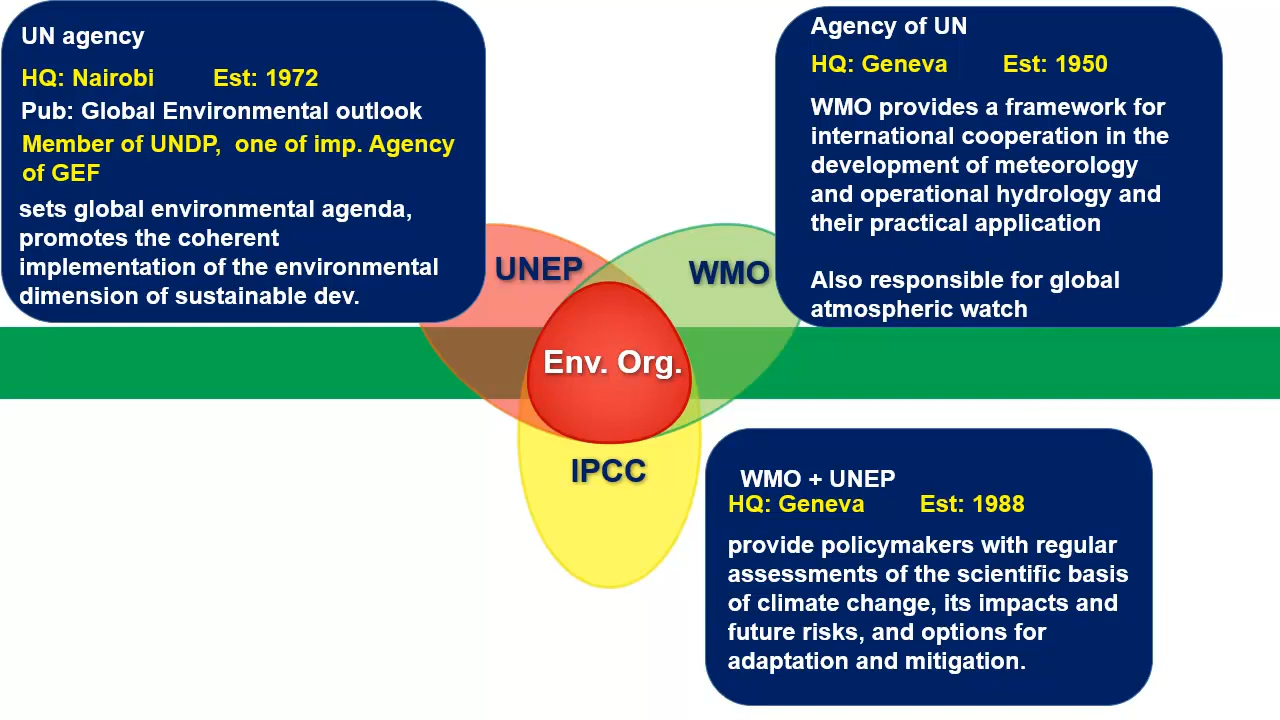 UN agency
HQ: Nairobi Est: 1972
Pub: Global Environmental outlook
Member of UNDP, one of imp. Agency
of GEF
sets global environmental agenda,
promotes the coherent
implementation of the environmental
dimension of sustainable dev.
Agency of UN
HQ: Geneva Est: 1950
WMO provides a framework for
international cooperation in the
development of meteorology
and operational hydrology and
their practical application
Also responsible for global
atmospheric watch
UNEP
WMO
Env. Org.
IPCC
WMO + UNEP
HQ: Geneva Est: 1988
provide policymakers with regular
assessments of the scientific basis
of climate change, its impacts and
future risks, and options for
adaptation and mitigation.